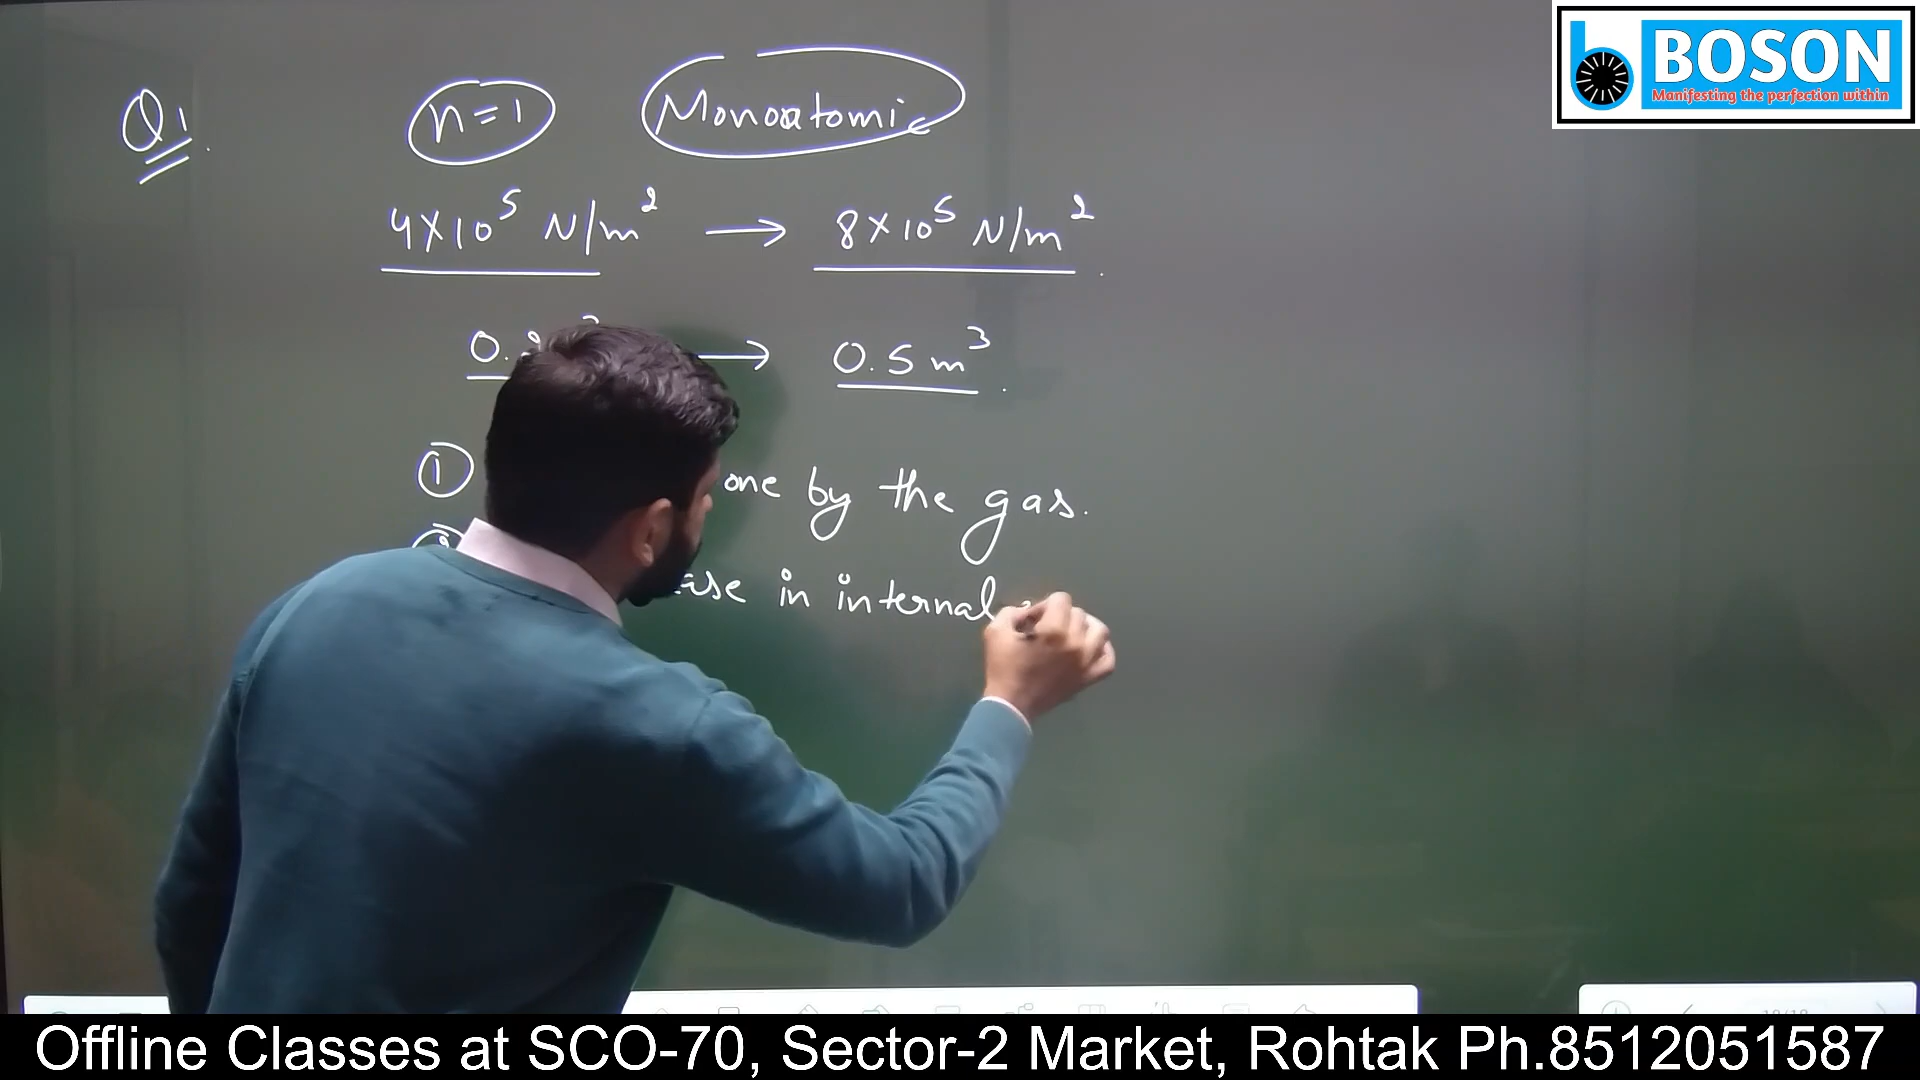 BOSON
Manifesting the perfection within
Q1. n=1 Monoatomic
4×10⁵ N/m² → 8×10⁵ N/m²
→ 0.5 m³.
① one by the gas.
in internal
Offline Classes at SCO-70, Sector-2 Market, Rohtak Ph.8512051587